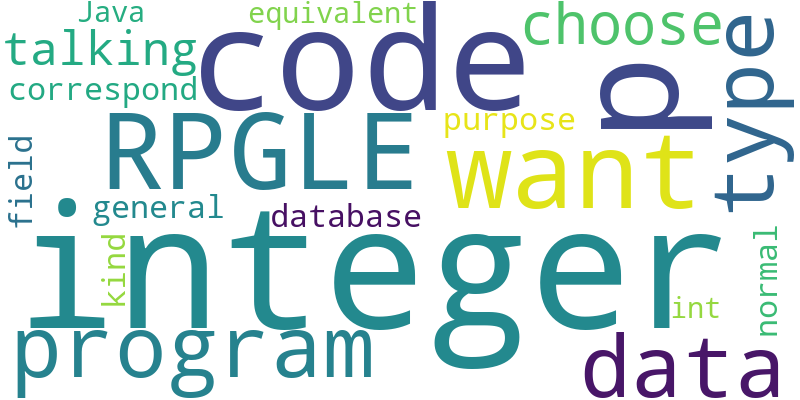 Java
equivalent
code
choose
type
talking
correspond
p
RPGLE
purpose
want
field
general
database
integer
kind
normal
int
program
data